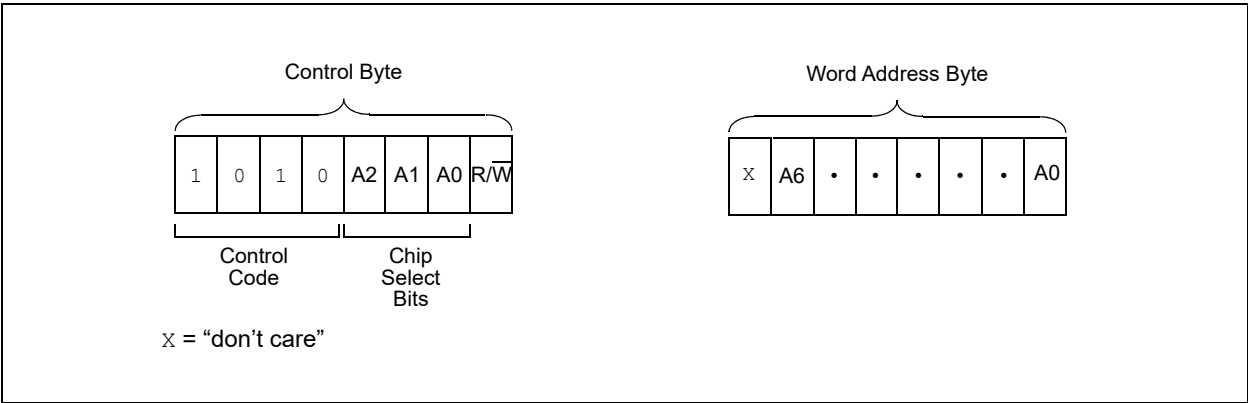 Control Byte
Word Address Byte
1 0 1 0 A2 A1 A0 R/W̅
X A6 • • • • • A0
Control
Code
Chip
Select
Bits
X = “don’t care”